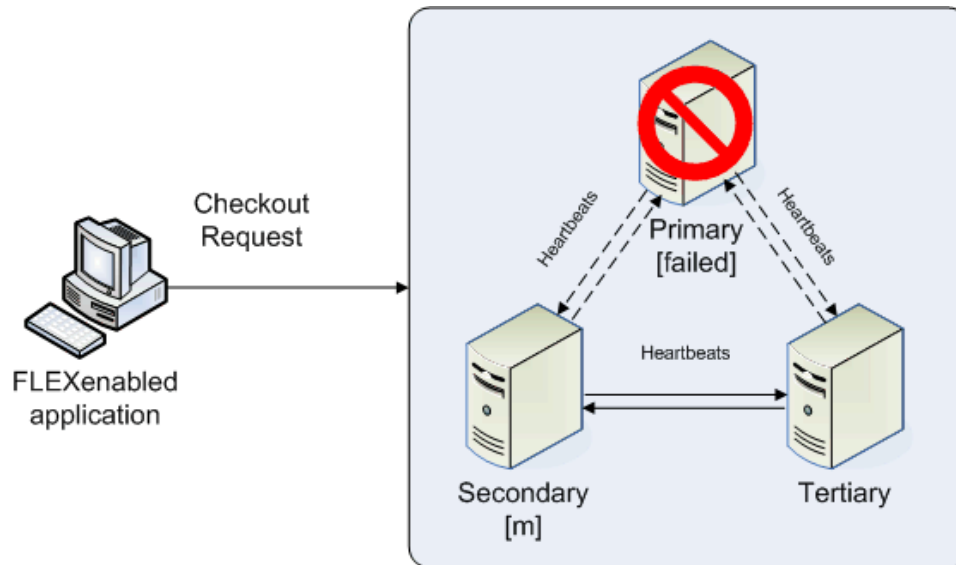 Checkout
Request
FLEXenabled
application
Primary
[failed]
Heartbeats
Heartbeats
Heartbeats
Secondary
[m]
Tertiary